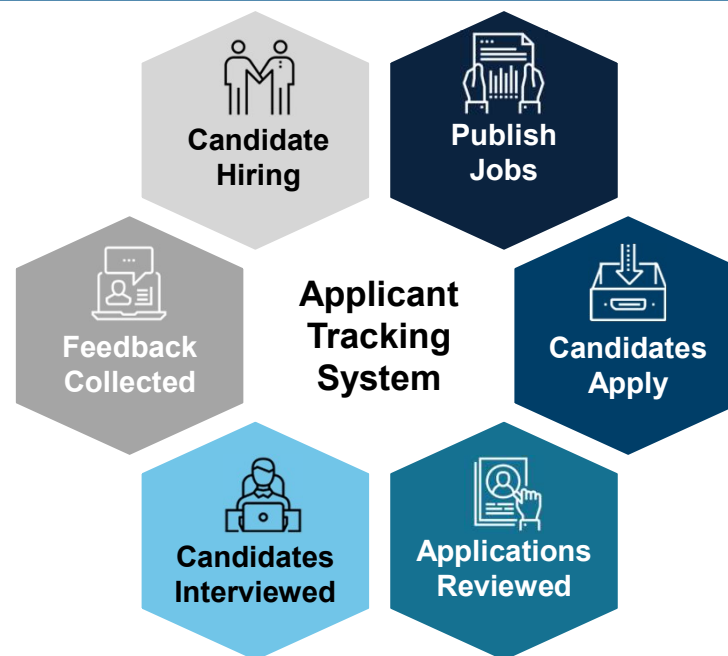 Candidate
Hiring
Publish
Jobs
Applicant
Tracking
System
Feedback
Collected
Candidates
Apply
Candidates
Interviewed
Applications
Reviewed